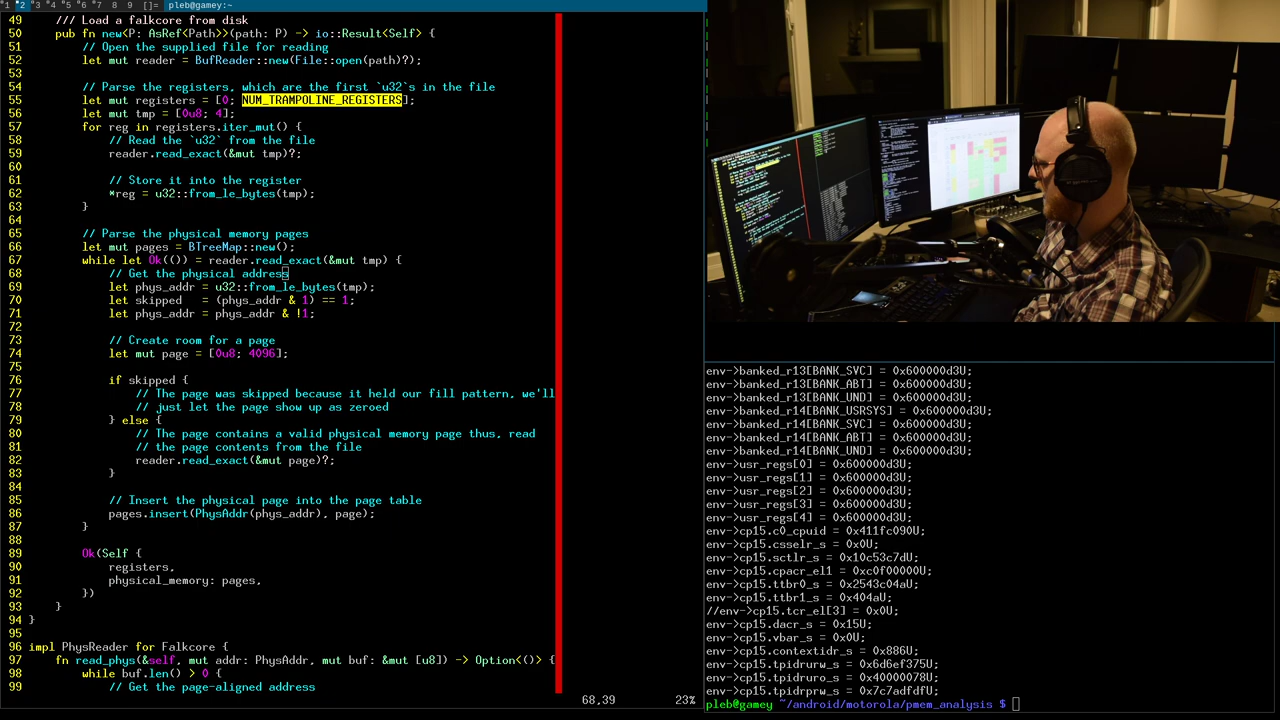 1 2 3 4 5 6 7 8 9 []= pleb@gamey:~
49 /// Load a falkcore from disk
50 pub fn new<P: AsRef<Path>>(path: P) -> io::Result<Self> {
51 // Open the supplied file for reading
52 let mut reader = BufReader::new(File::open(path)?);
53
54 // Parse the registers, which are the first `u32`s in the file
55 let mut registers = [0; NUM_TRAMPOLINE_REGISTERS];
56 let mut tmp = [0u8; 4];
57 for reg in registers.iter_mut() {
58 // Read the `u32` from the file
59 reader.read_exact(&mut tmp)?;
60
61 // Store it into the register
62 *reg = u32::from_le_bytes(tmp);
63 }
64
65 // Parse the physical memory pages
66 let mut pages = BTreeMap::new();
67 while let Ok(()) = reader.read_exact(&mut tmp) {
68 // Get the physical address
69 let phys_addr = u32::from_le_bytes(tmp);
70 let skipped   = (phys_addr & 1) == 1;
71 let phys_addr = phys_addr & !1;
72
73 // Create room for a page
74 let mut page = [0u8; 4096];
75
76 if skipped {
77 // The page was skipped because it held our fill pattern, we'll
78 // just let the page show up as zeroed
79 } else {
80 // The page contains a valid physical memory page thus, read
81 // the page contents from the file
82 reader.read_exact(&mut page)?;
83 }
84
85 // Insert the physical page into the page table
86 pages.insert(PhysAddr(phys_addr), page);
87 }
88
89 Ok(Self {
90 registers,
91 physical_memory: pages,
92 })
93 }
94 }
95
96 impl PhysReader for Falkcore {
97 fn read_phys(&self, mut addr: PhysAddr, mut buf: &mut [u8]) -> Option<()> {
98 while buf.len() > 0 {
99 // Get the page-aligned address
68,39 23%
env->banked_r13[BANK_SVC] = 0x600000d3U;
env->banked_r13[BANK_ABT] = 0x600000d3U;
env->banked_r13[BANK_UND] = 0x600000d3U;
env->banked_r14[BANK_USRSYS] = 0x600000d3U;
env->banked_r14[BANK_SVC] = 0x600000d3U;
env->banked_r14[BANK_ABT] = 0x600000d3U;
env->banked_r14[BANK_UND] = 0x600000d3U;
env->usr_regs[0] = 0x600000d3U;
env->usr_regs[1] = 0x600000d3U;
env->usr_regs[2] = 0x600000d3U;
env->usr_regs[3] = 0x600000d3U;
env->usr_regs[4] = 0x600000d3U;
env->cp15.c0_cpuid = 0x411fc090U;
env->cp15.csselr_s = 0x0U;
env->cp15.sctlr_s = 0x10c53c7dU;
env->cp15.cpacr_el1 = 0xc0f00000U;
env->cp15.ttbr0_s = 0x2543c04aU;
env->cp15.ttbr1_s = 0x404aU;
//env->cp15.tcr_el[3] = 0x0U;
env->cp15.dacr_s = 0x15U;
env->cp15.vbar_s = 0x0U;
env->cp15.contextidr_s = 0x886U;
env->cp15.tpidrurw_s = 0x6d6ef375U;
env->cp15.tpidruro_s = 0x40000078U;
env->cp15.tpidrprw_s = 0x7c7adfdfU;
pleb@gamey ~/android/motorola/pmem_analysis $